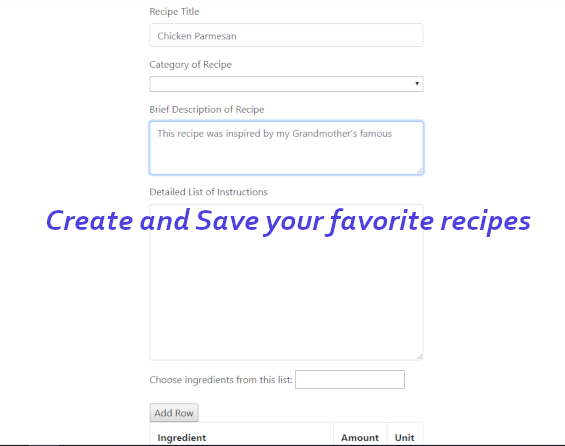 Recipe Title
Chicken Parmesan
Category of Recipe
Brief Description of Recipe
This recipe was inspired by my Grandmother's famous
Detailed List of Instructions
Create and Save your favorite recipes
Choose ingredients from this list:
Add Row
Ingredient Amount Unit